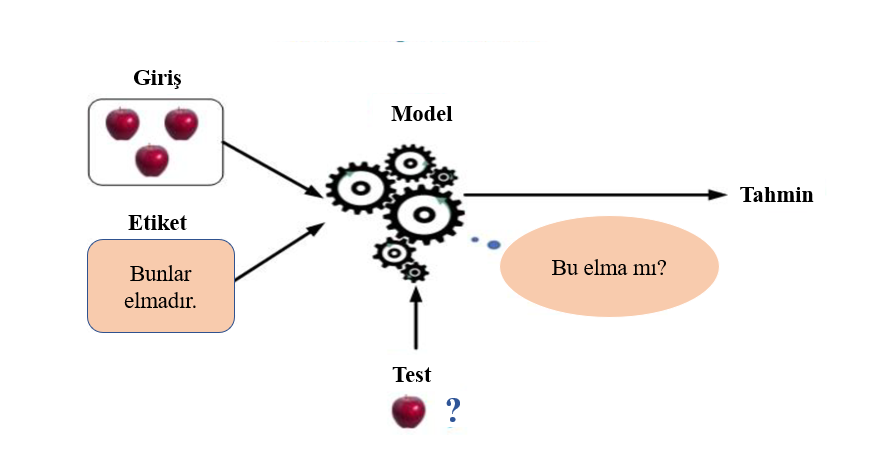 Giriş
Model
Tahmin
Etiket
Bunlar
elmadır.
Bu elma mı?
Test
?